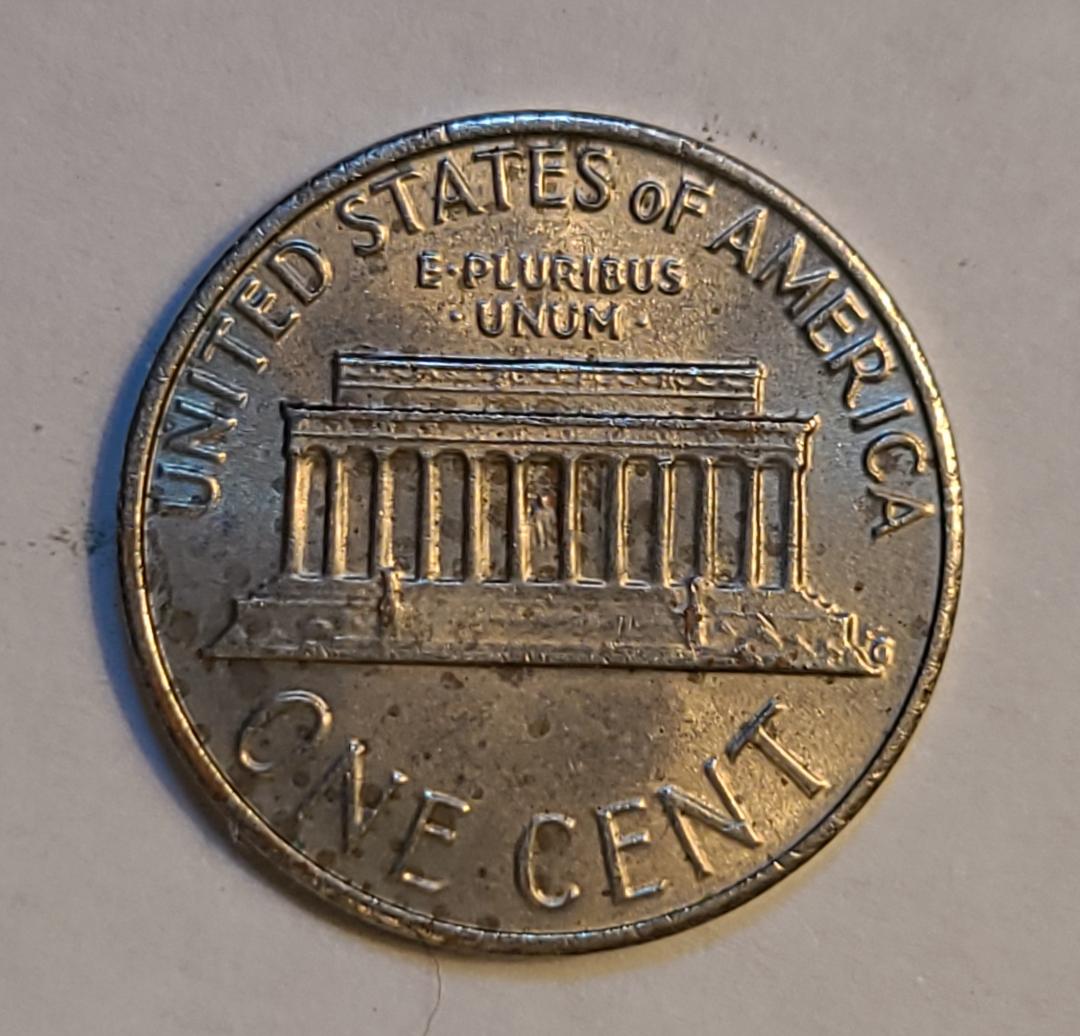 UNITED STATES OF AMERICA
E·PLURIBUS
·UNUM·
ONE CENT